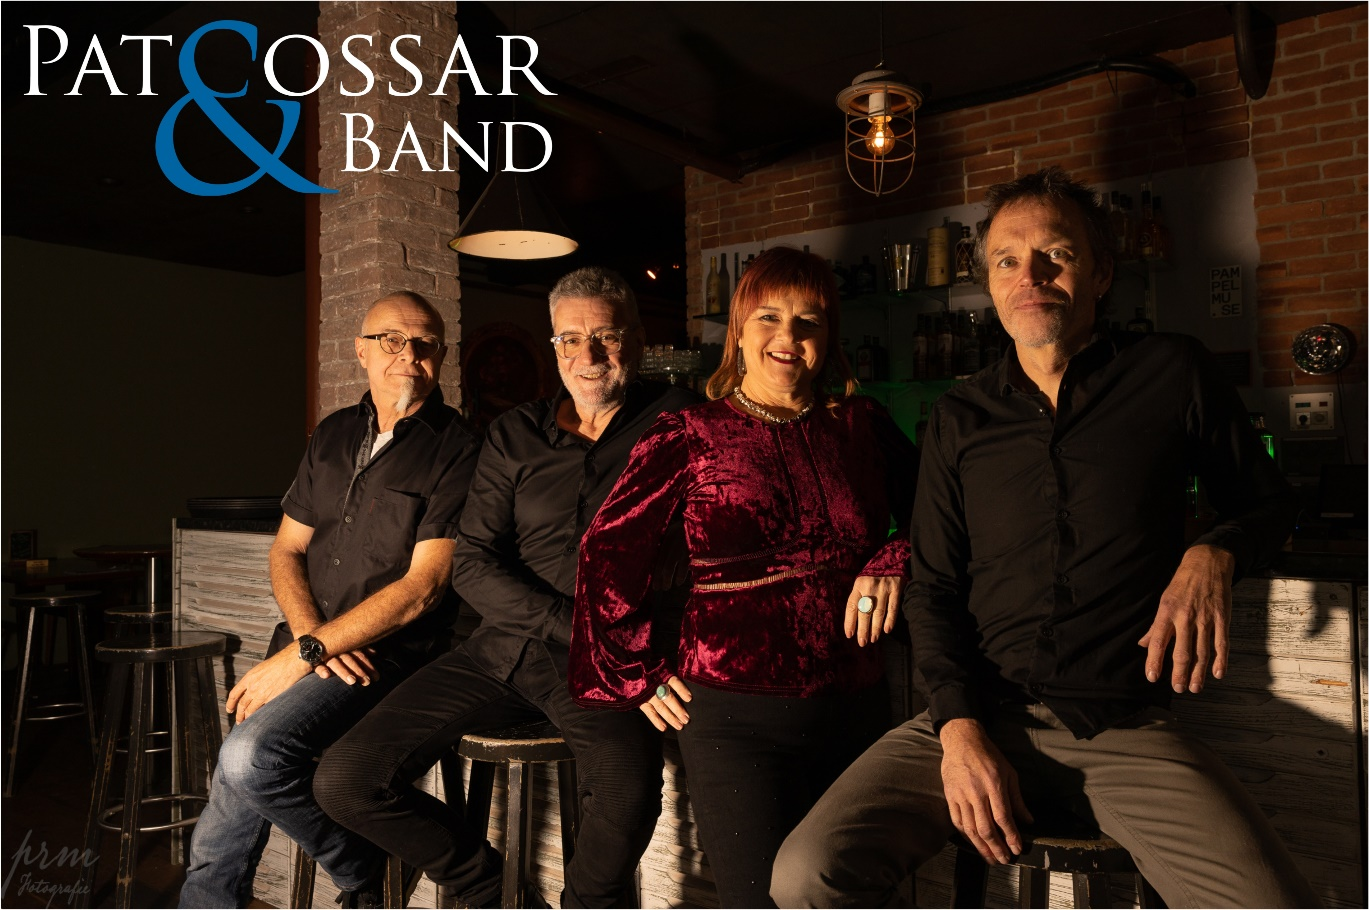 PAT COSSAR
& BAND
PAM
PEL
MU
SE
prm
Fotografie